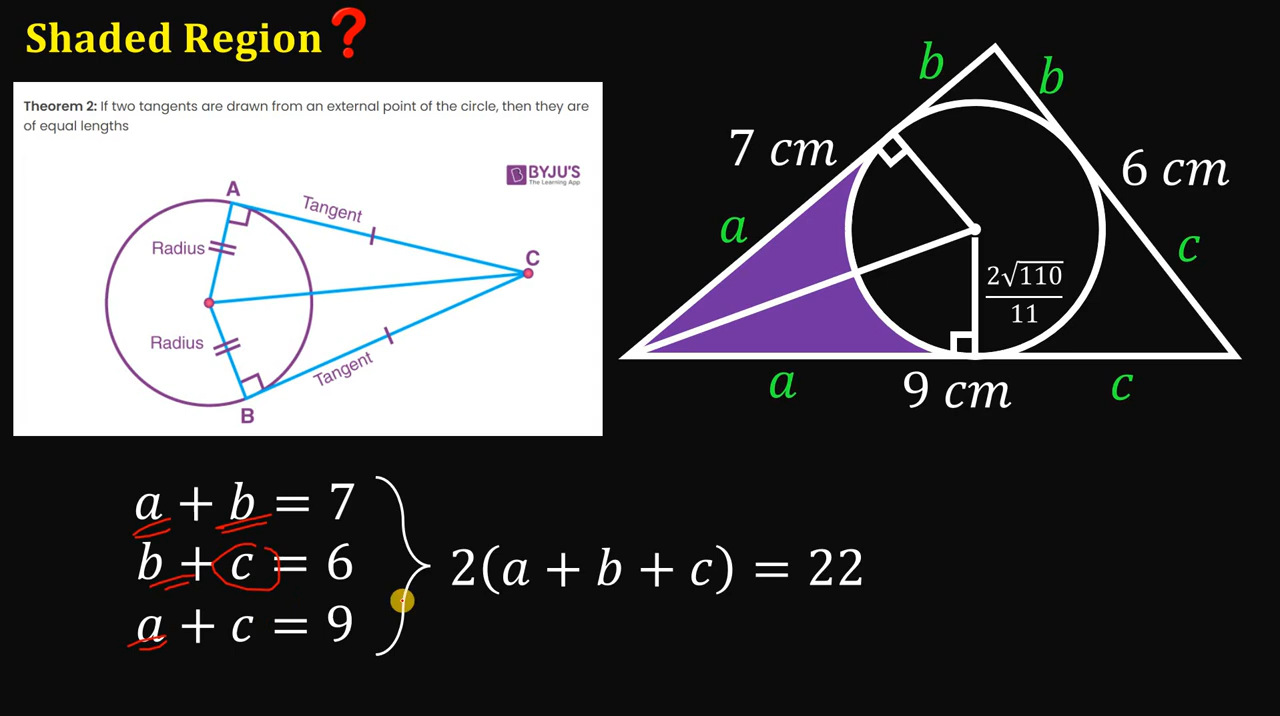 Shaded Region❓
Theorem 2: If two tangents are drawn from an external point of the circle, then they are
of equal lengths
BYJU'S
The Learning App
A
Tangent
Radius
C
Radius
Tangent
B
b
b
7 cm
6 cm
a
c
2√110
11
a
9 cm
c
a + b = 7
b + c = 6
a + c = 9
2(a + b + c) = 22